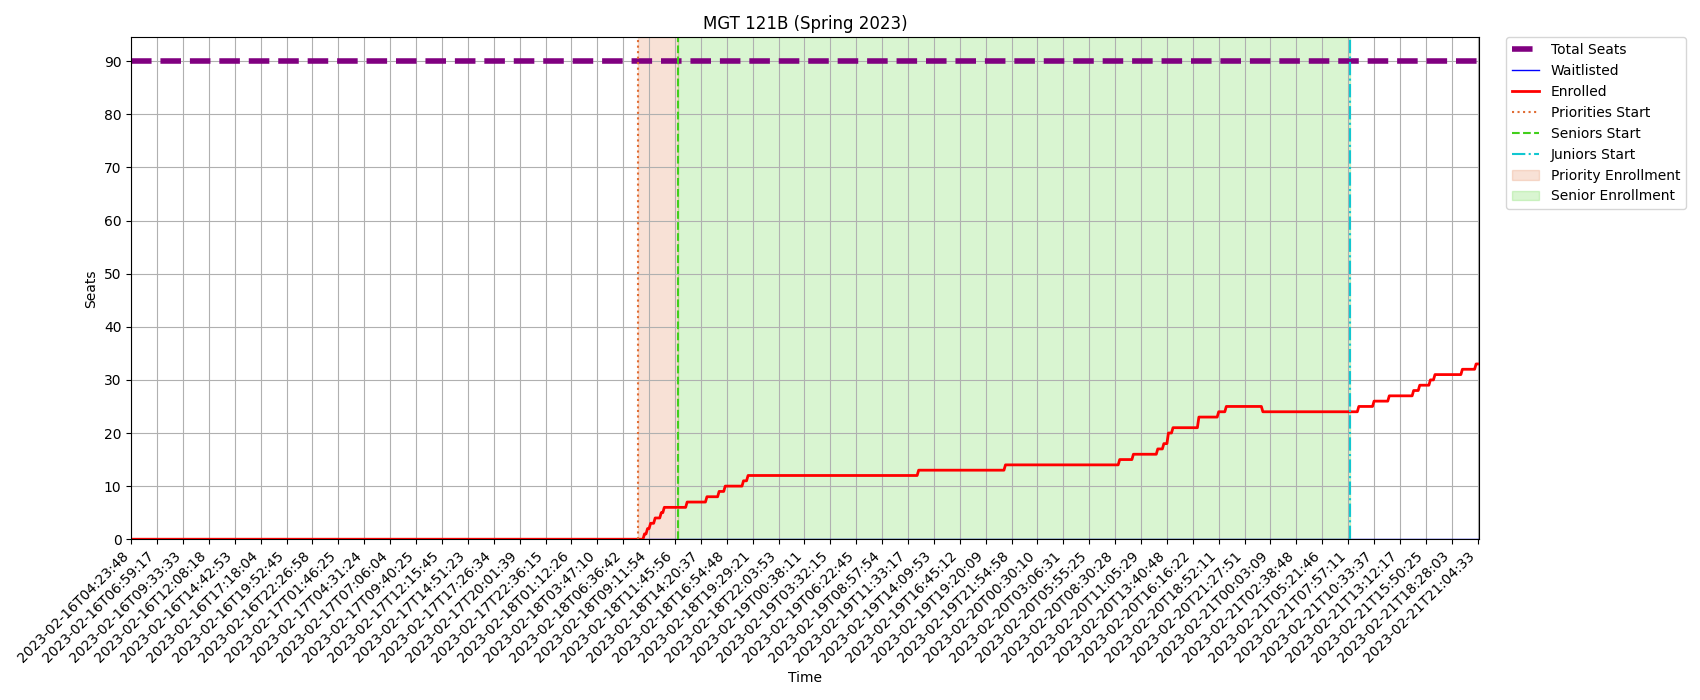 MGT 121B (Spring 2023)
Total Seats
Waitlisted
Enrolled
Priorities Start
Seniors Start
Juniors Start
Priority Enrollment
Senior Enrollment
Seats
90
80
70
60
50
40
30
20
10
0
2023-02-16T04:23:48
2023-02-16T06:59:17
2023-02-16T09:33:33
2023-02-16T12:08:18
2023-02-16T14:42:53
2023-02-16T17:18:04
2023-02-16T19:52:45
2023-02-16T22:26:58
2023-02-17T01:46:25
2023-02-17T04:31:24
2023-02-17T07:06:04
2023-02-17T09:40:25
2023-02-17T12:15:45
2023-02-17T14:51:23
2023-02-17T17:26:34
2023-02-17T20:01:39
2023-02-17T22:36:15
2023-02-18T01:12:26
2023-02-18T03:47:10
2023-02-18T06:36:42
2023-02-18T09:11:54
2023-02-18T11:45:56
2023-02-18T14:20:37
2023-02-18T16:54:48
2023-02-18T19:29:21
2023-02-18T22:03:53
2023-02-19T00:38:11
2023-02-19T03:32:15
2023-02-19T06:22:45
2023-02-19T08:57:54
2023-02-19T11:33:17
2023-02-19T14:09:53
2023-02-19T16:45:12
2023-02-19T19:20:09
2023-02-19T21:54:58
2023-02-20T00:30:10
2023-02-20T03:06:31
2023-02-20T05:55:25
2023-02-20T08:30:28
2023-02-20T11:05:29
2023-02-20T13:40:48
2023-02-20T16:16:22
2023-02-20T18:52:11
2023-02-20T21:27:51
2023-02-21T00:03:09
2023-02-21T02:38:48
2023-02-21T05:21:46
2023-02-21T07:57:11
2023-02-21T10:33:37
2023-02-21T13:12:17
2023-02-21T15:50:25
2023-02-21T18:28:03
2023-02-21T21:04:33
Time